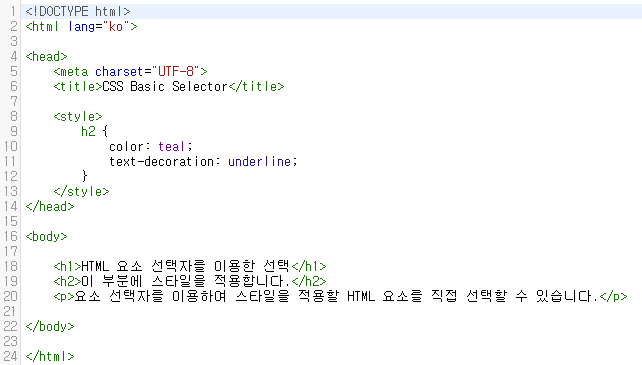 1 <!DOCTYPE html>
2 <html lang="ko">
3
4 <head>
5     <meta charset="UTF-8">
6     <title>CSS Basic Selector</title>
7
8     <style>
9         h2 {
10             color: teal;
11             text-decoration: underline;
12         }
13     </style>
14 </head>
15
16 <body>
17
18     <h1>HTML 요소 선택자를 이용한 선택</h1>
19     <h2>이 부분에 스타일을 적용합니다.</h2>
20     <p>요소 선택자를 이용하여 스타일을 적용할 HTML 요소를 직접 선택할 수 있습니다.</p>
21
22 </body>
23
24 </html>